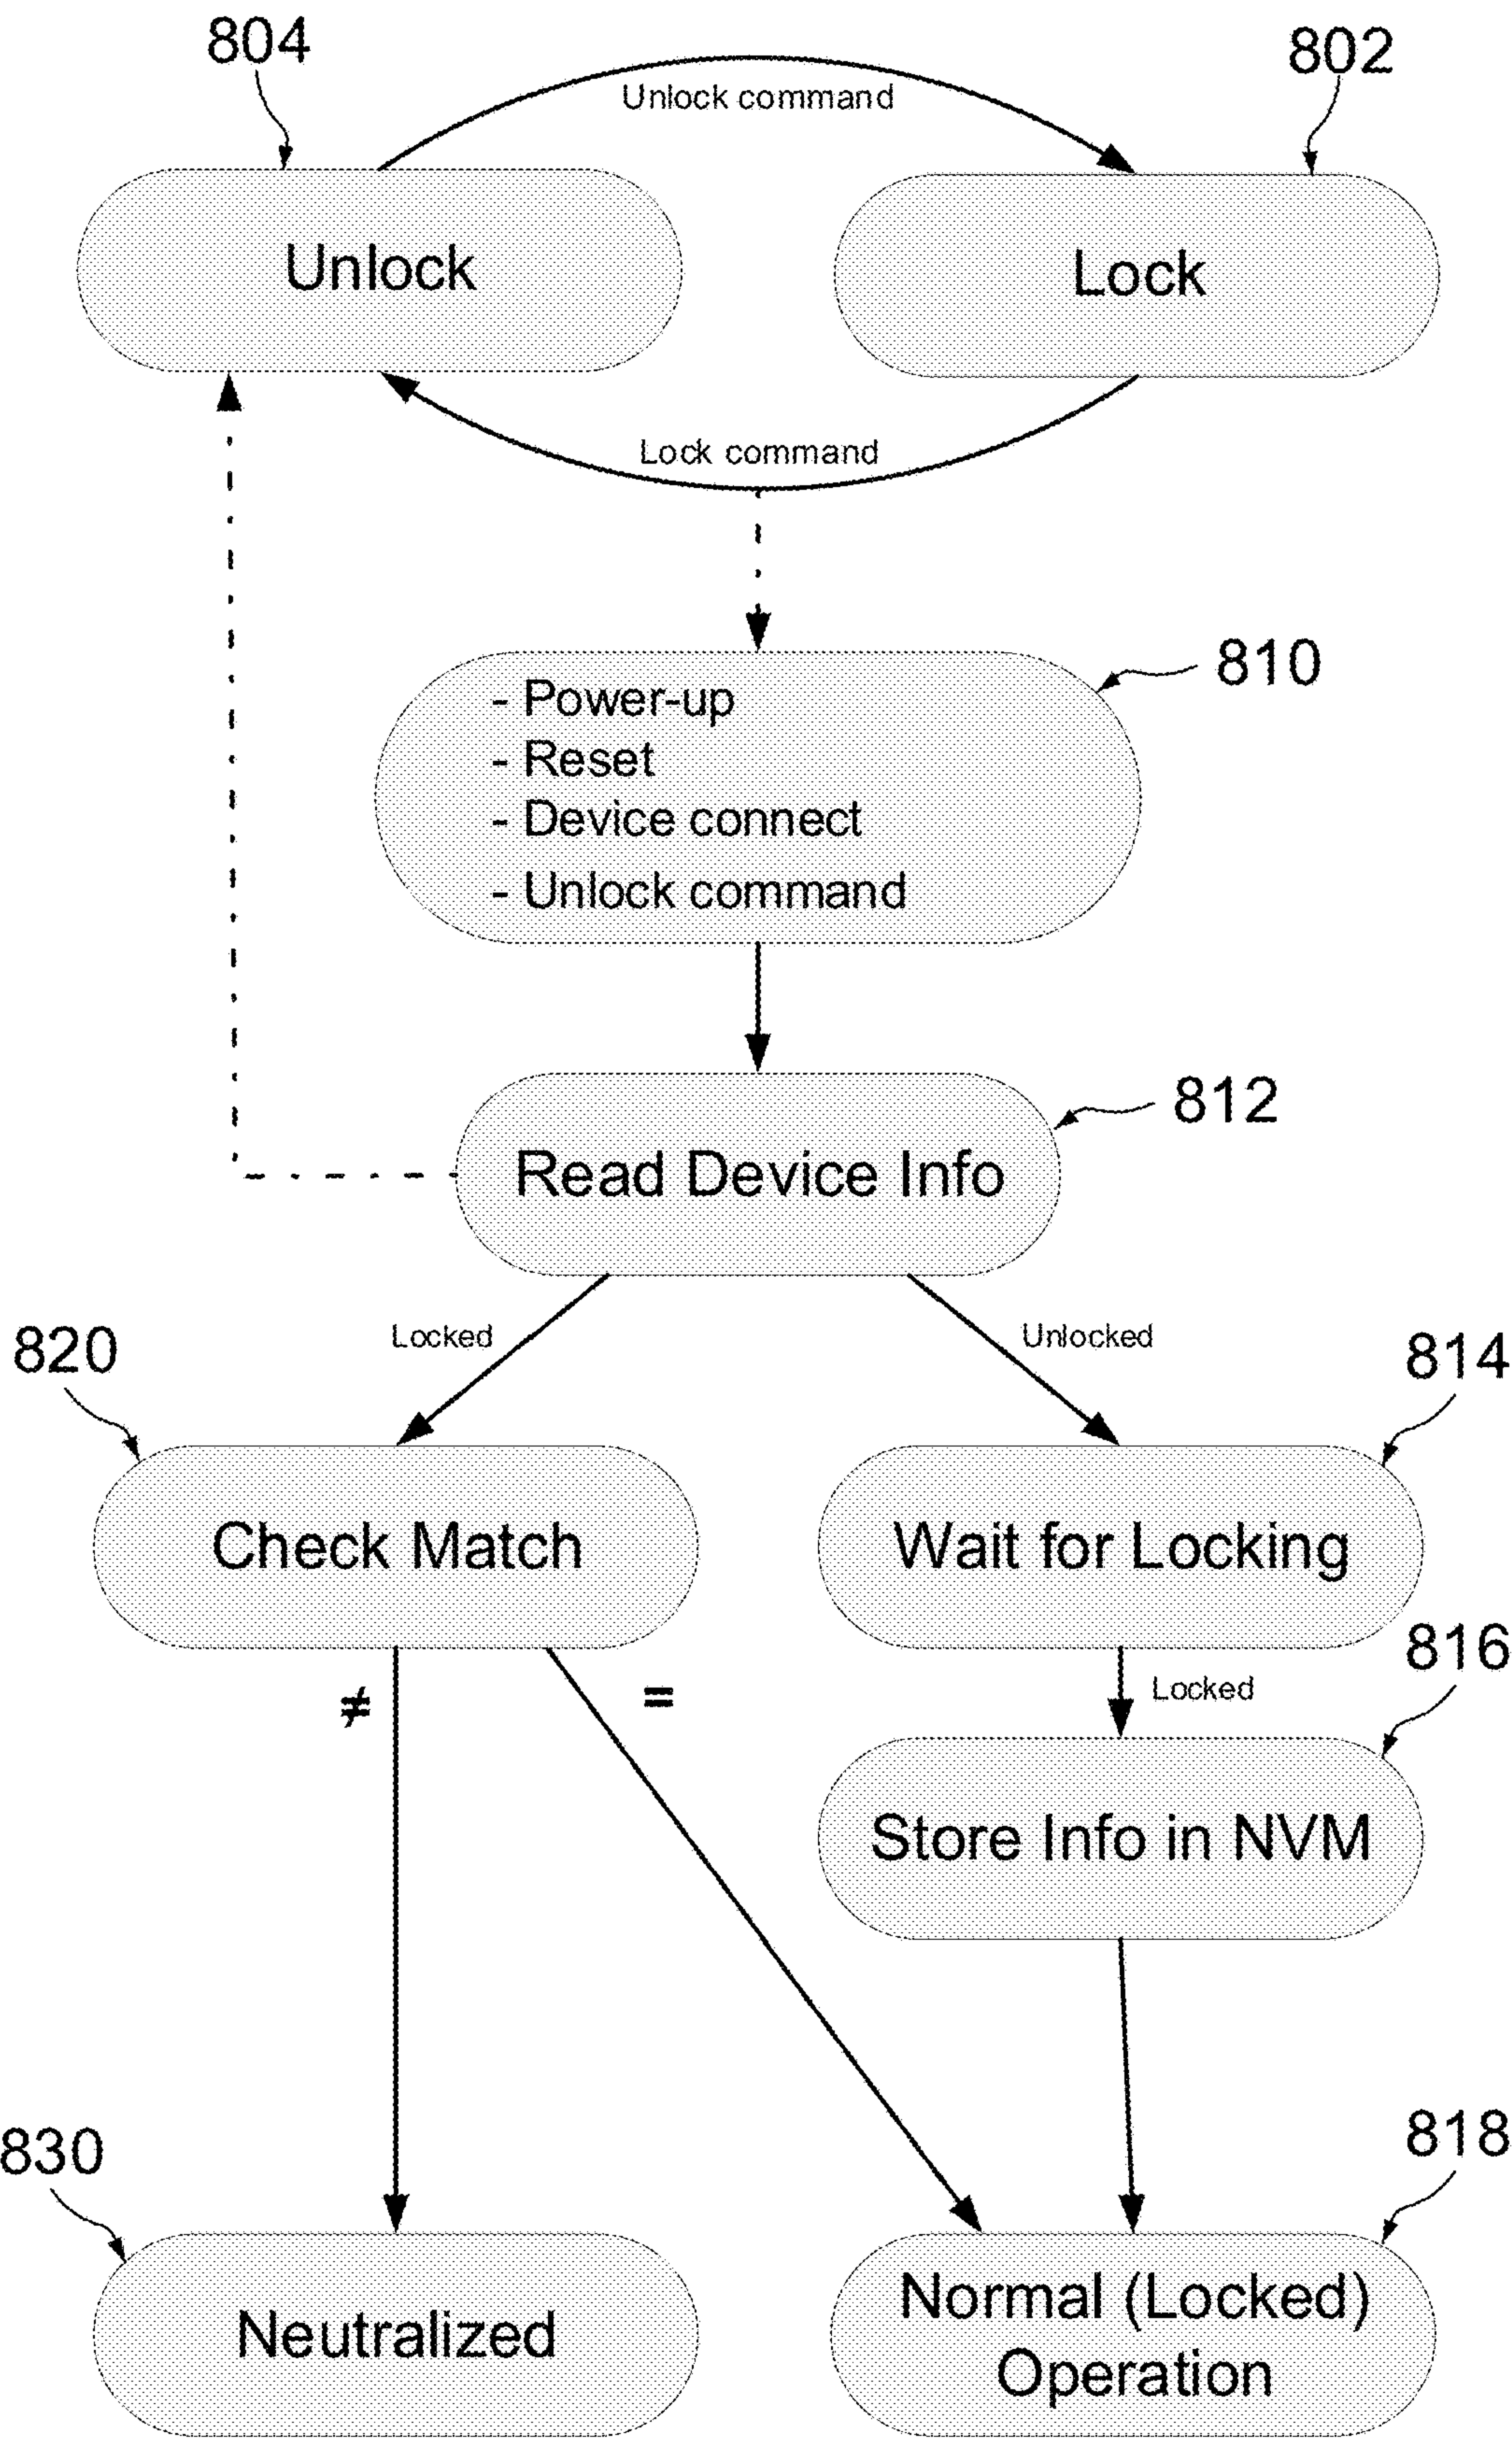 804
802
Unlock command
Unlock
Lock
Lock command
810
- Power-up
- Reset
- Device connect
- Unlock command
812
Read Device Info
Locked
Unlocked
820
814
Check Match
Wait for Locking
816
≠
=
Locked
Store Info in NVM
830
818
Neutralized
Normal (Locked)
Operation